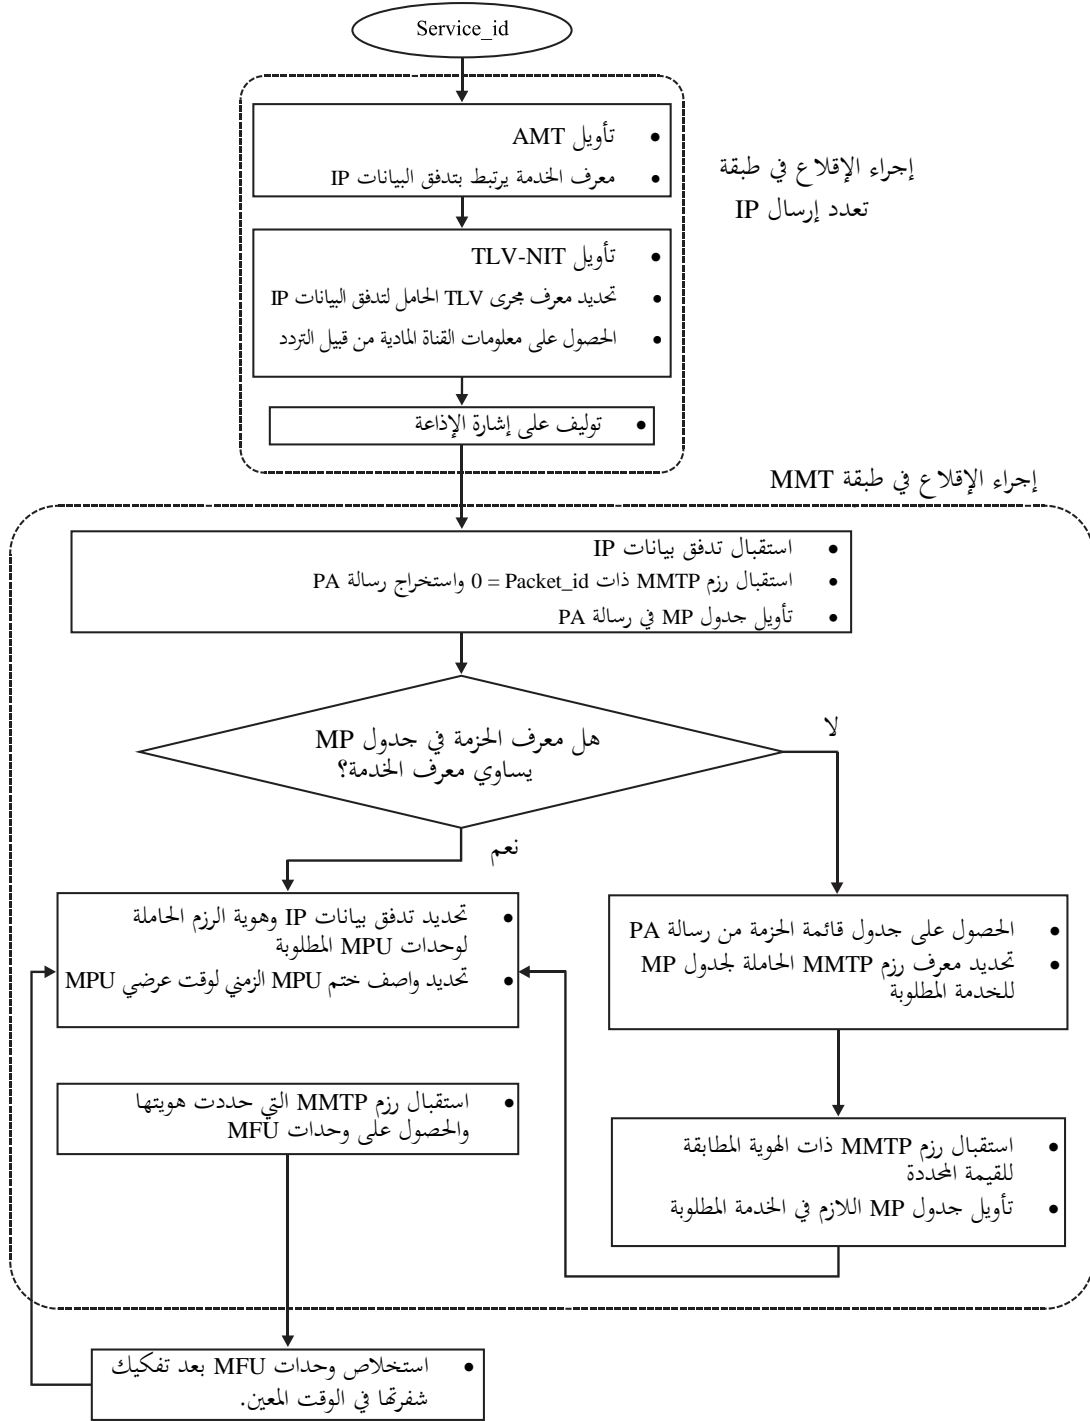 Service_id
تأويل AMT
معرف الخدمة يرتبط بتدفق البيانات IP
إجراء الإقلاع في طبقة
تعدد إرسال IP
تأويل TLV-NIT
تحديد معرف مجرى TLV الحامل لتدفق البيانات IP
الحصول على معلومات القناة المادية من قبيل التردد
توليف على إشارة الإذاعة
إجراء الإقلاع في طبقة MMT
استقبال تدفق بيانات IP
استقبال رزم MMTP ذات Packet_id = 0 واستخراج رسالة PA
تأويل جدول MP في رسالة PA
هل معرف الحزمة في جدول MP
يساوي معرف الخدمة؟
لا
نعم
تحديد تدفق بيانات IP وهوية الرزم الحاملة
لوحدات MPU المطلوبة
تحديد واصف ختم MPU الزمني لوقت عرضي MPU
الحصول على جدول قائمة الحزمة من رسالة PA
تحديد معرف رزم MMTP الحاملة لجدول MP
للخدمة المطلوبة
استقبال رزم MMTP التي حددت هويتها
والحصول على وحدات MFU
استقبال رزم MMTP ذات الهوية المطابقة
للقيمة المحددة
تأويل جدول MP اللازم في الخدمة المطلوبة
استخلاص وحدات MFU بعد تفكيك
شفرتها في الوقت المعين.